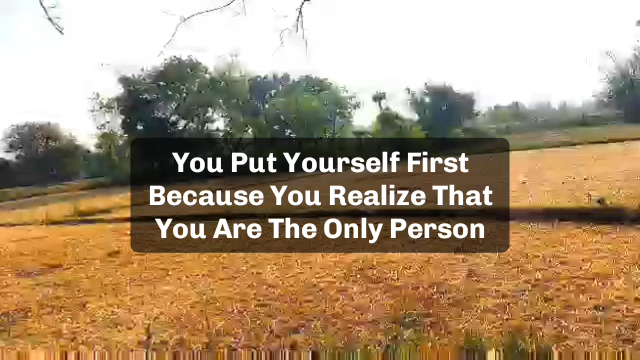 You Put Yourself First
Because You Realize That
You Are The Only Person